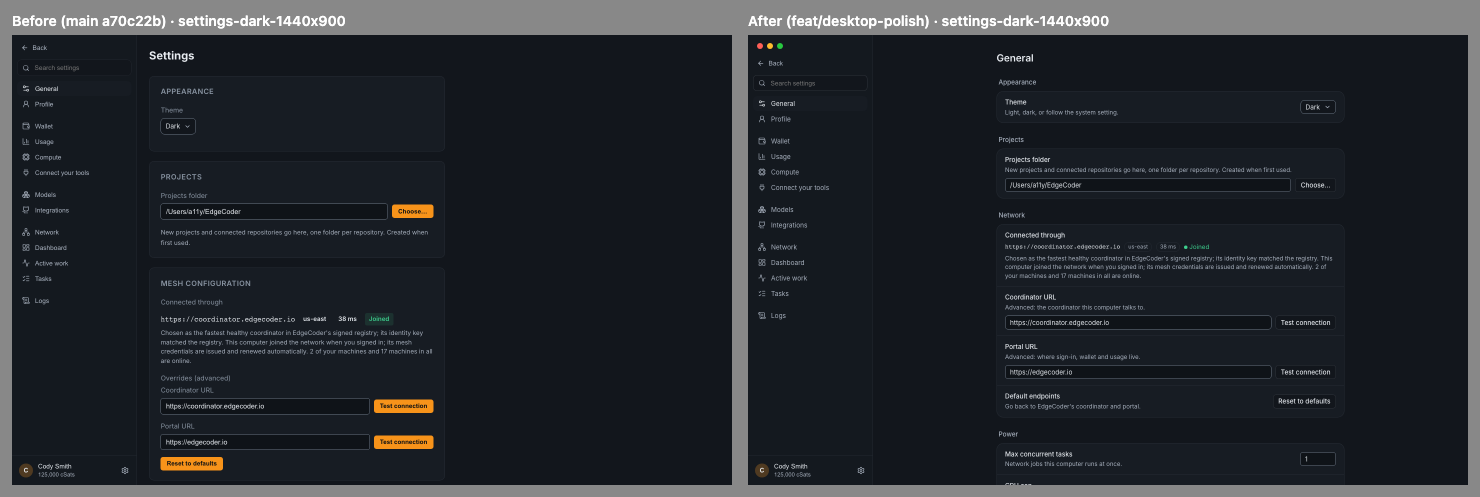 Before (main a70c22b) · settings-dark-1440x900
Back
Search settings
General
Profile
Wallet
Usage
Compute
Connect your tools
Models
Integrations
Network
Dashboard
Active work
Tasks
Logs
C
Cody Smith
125,000 cSats
Settings
APPEARANCE
Theme
Dark
PROJECTS
Projects folder
/Users/a11y/EdgeCoder
Choose...
New projects and connected repositories go here, one folder per repository. Created when
first used.
MESH CONFIGURATION
Connected through
https://coordinator.edgecoder.io us-east 38 ms Joined
Chosen as the fastest healthy coordinator in EdgeCoder's signed registry; its identity key
matched the registry. This computer joined the network when you signed in; its mesh
credentials are issued and renewed automatically. 2 of your machines and 17 machines in all
are online.
Overrides (advanced)
Coordinator URL
https://coordinator.edgecoder.io
Test connection
Portal URL
https://edgecoder.io
Test connection
Reset to defaults
After (feat/desktop-polish) · settings-dark-1440x900
Back
Search settings
General
Profile
Wallet
Usage
Compute
Connect your tools
Models
Integrations
Network
Dashboard
Active work
Tasks
Logs
C
Cody Smith
125,000 cSats
General
Appearance
Theme
Light, dark, or follow the system setting.
Dark
Projects
Projects folder
New projects and connected repositories go here, one folder per repository. Created when first used.
/Users/a11y/EdgeCoder
Choose...
Network
Connected through
https://coordinator.edgecoder.io us-east 38 ms Joined
Chosen as the fastest healthy coordinator in EdgeCoder's signed registry; its identity key matched the registry. This
computer joined the network when you signed in; its mesh credentials are issued and renewed automatically. 2 of
your machines and 17 machines in all are online.
Coordinator URL
Advanced: the coordinator this computer talks to.
https://coordinator.edgecoder.io
Test connection
Portal URL
Advanced: where sign-in, wallet and usage live.
https://edgecoder.io
Test connection
Default endpoints
Go back to EdgeCoder's coordinator and portal.
Reset to defaults
Power
Max concurrent tasks
Network jobs this computer runs at once.
1